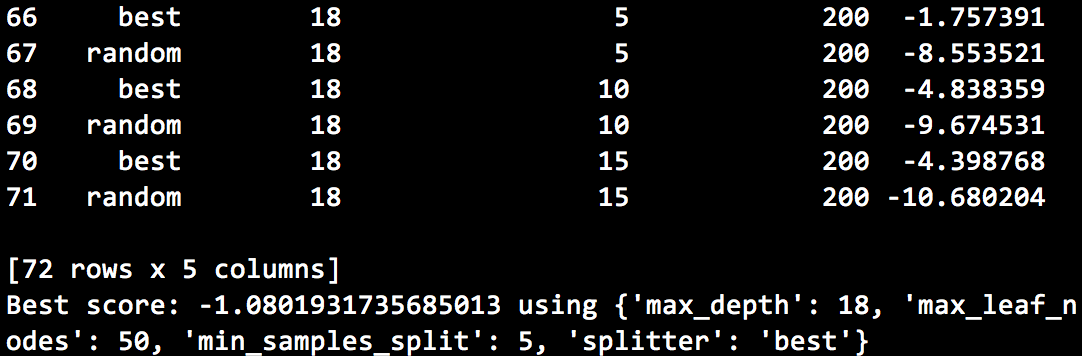 66 best 18 5 200 -1.757391
67 random 18 5 200 -8.553521
68 best 18 10 200 -4.838359
69 random 18 10 200 -9.674531
70 best 18 15 200 -4.398768
71 random 18 15 200 -10.680204
[72 rows x 5 columns]
Best score: -1.0801931735685013 using {'max_depth': 18, 'max_leaf_n
odes': 50, 'min_samples_split': 5, 'splitter': 'best'}